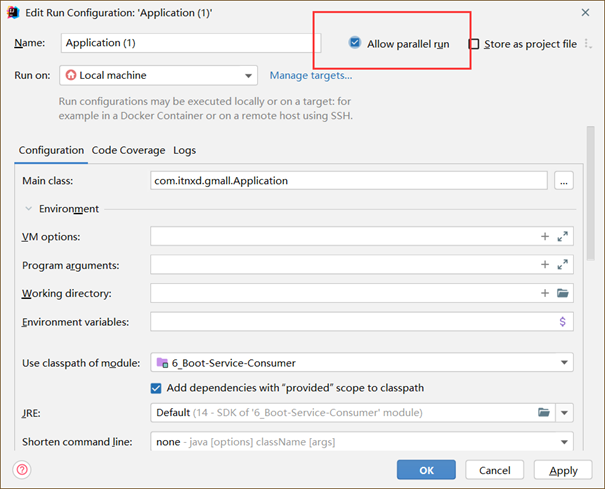 Edit Run Configuration: 'Application (1)'
Name: Application (1) Allow parallel run Store as project file
Run on: Local machine Manage targets...
Run configurations may be executed locally or on a target: for
example in a Docker Container or on a remote host using SSH.
Configuration Code Coverage Logs
Main class: com.itnxd.gmall.Application ...
Environment
VM options:
Program arguments:
Working directory:
Environment variables: $
Use classpath of module: 6_Boot-Service-Consumer
Add dependencies with “provided” scope to classpath
JRE: Default (14 - SDK of '6_Boot-Service-Consumer' module)
Shorten command line: none - java [options] className [args]
? OK Cancel Apply